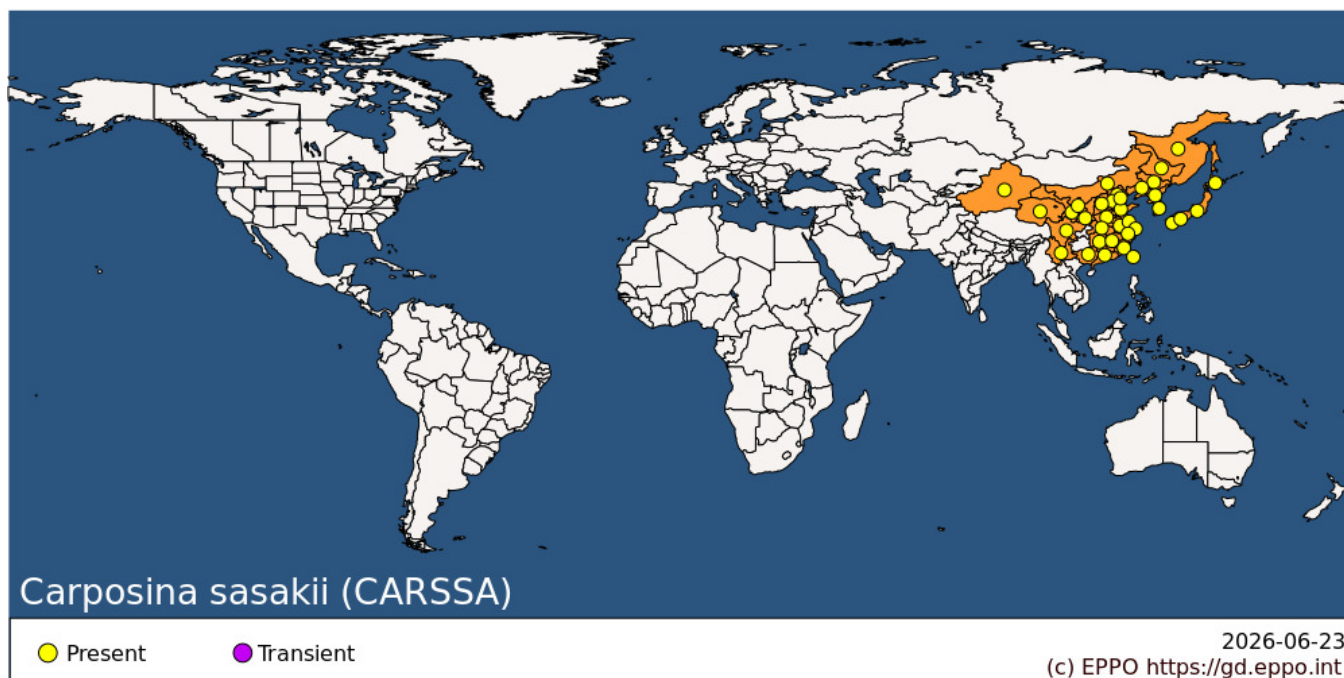 Carposina sasakii (CARSSA)
Present
Transient
2026-06-23
(c) EPPO https://gd.eppo.int